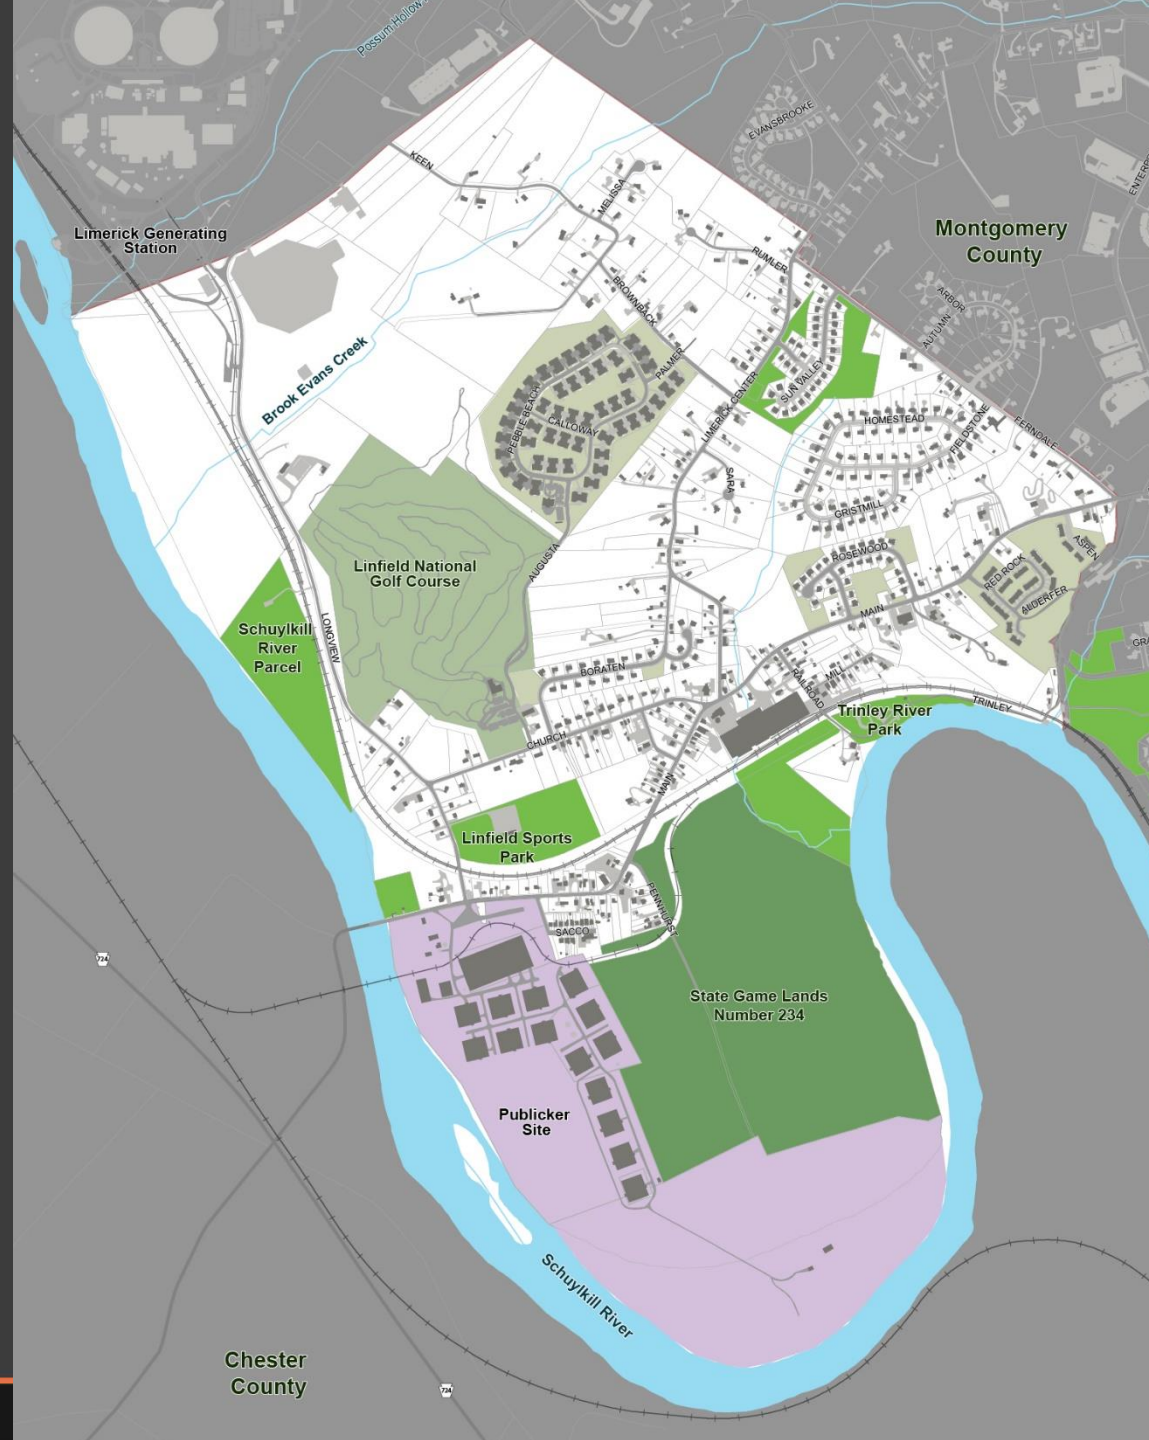 Possum Hollow
EVANSBROOKE
KEEN
MELISSA
Limerick Generating
Station
Montgomery
County
RUMLER
BROWNBACK
ARBOR
AUTUMN
Brook Evans Creek
PALMER
SUN VALLEY
LIMERICK CENTER
PEBBLE BEACH
CALLOWAY
HOMESTEAD
FIELDSTONE
FERNDALE
SARA
GRISTMILL
Linfield National
Golf Course
AUGUSTA
ROSEWOOD
ASPEN
RED ROCK
ALDERFER
MAIN
Schuylkill
River
Parcel
LONGVIEW
BORATEN
RAILROAD
MILL
TRINLEY
Trinley River
Park
CHURCH
MAIN
Linfield Sports
Park
PENNHURST
SACCO
724
State Game Lands
Number 234
Publicker
Site
Schuylkill River
Chester
County
724